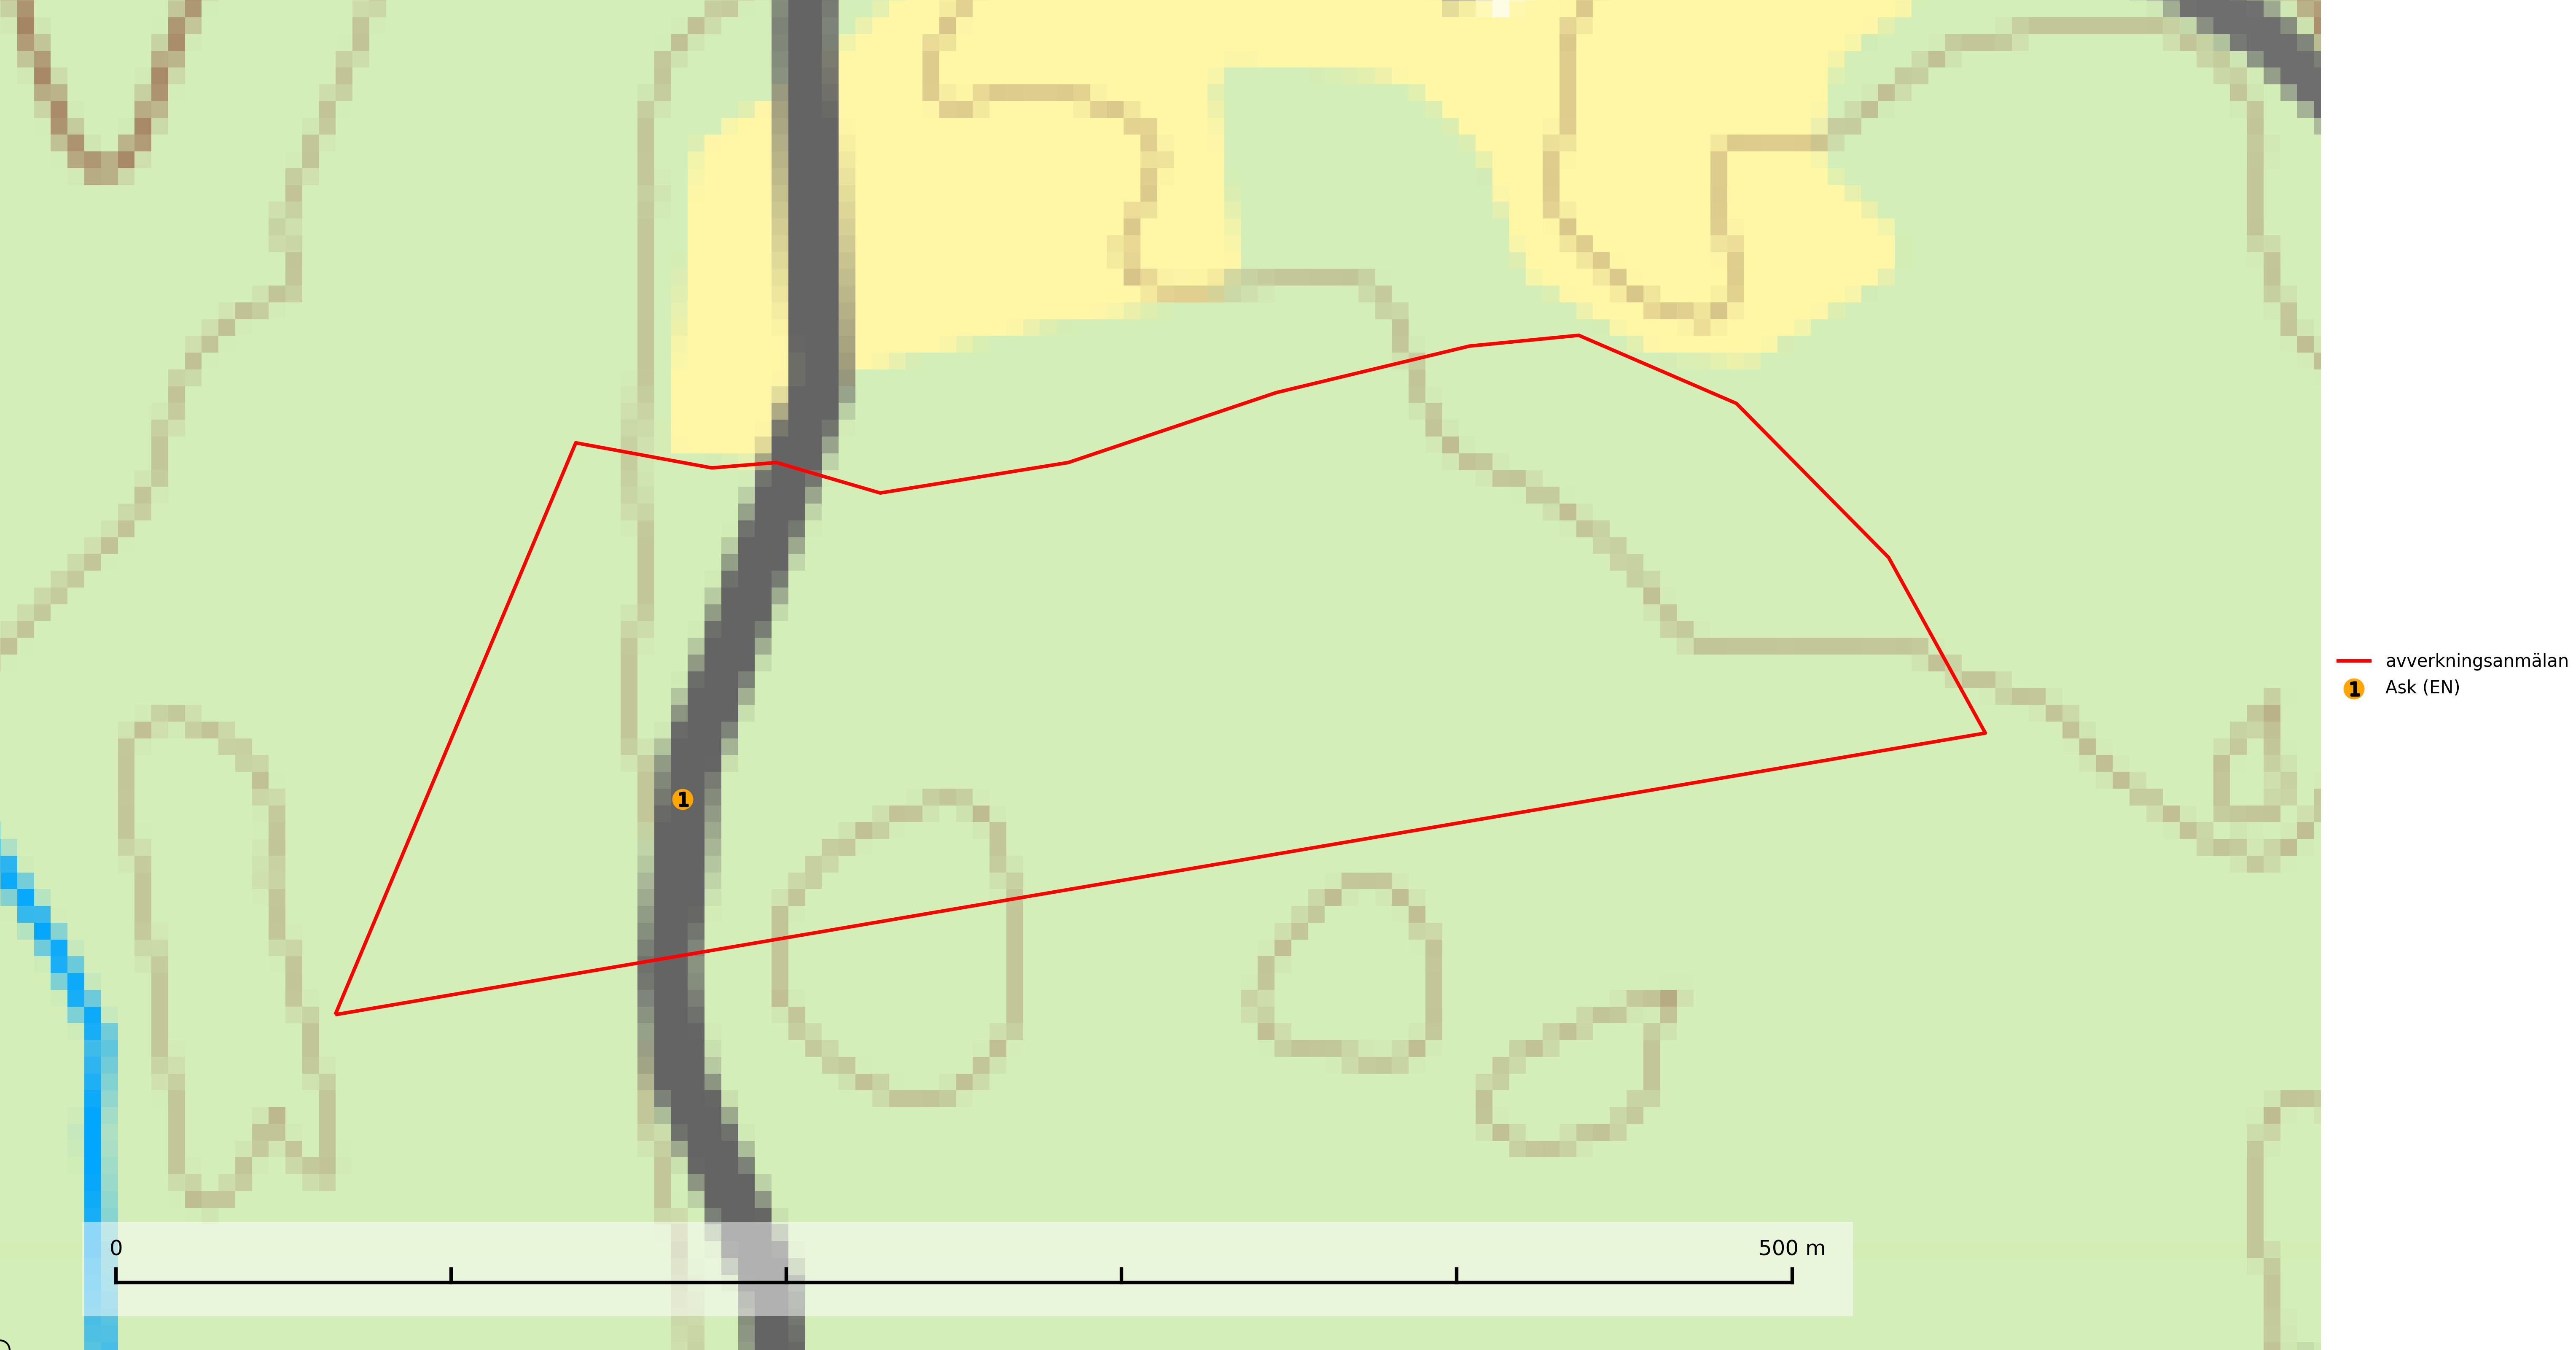 avverkningsanmälan
1 Ask (EN)
1
0 500 m